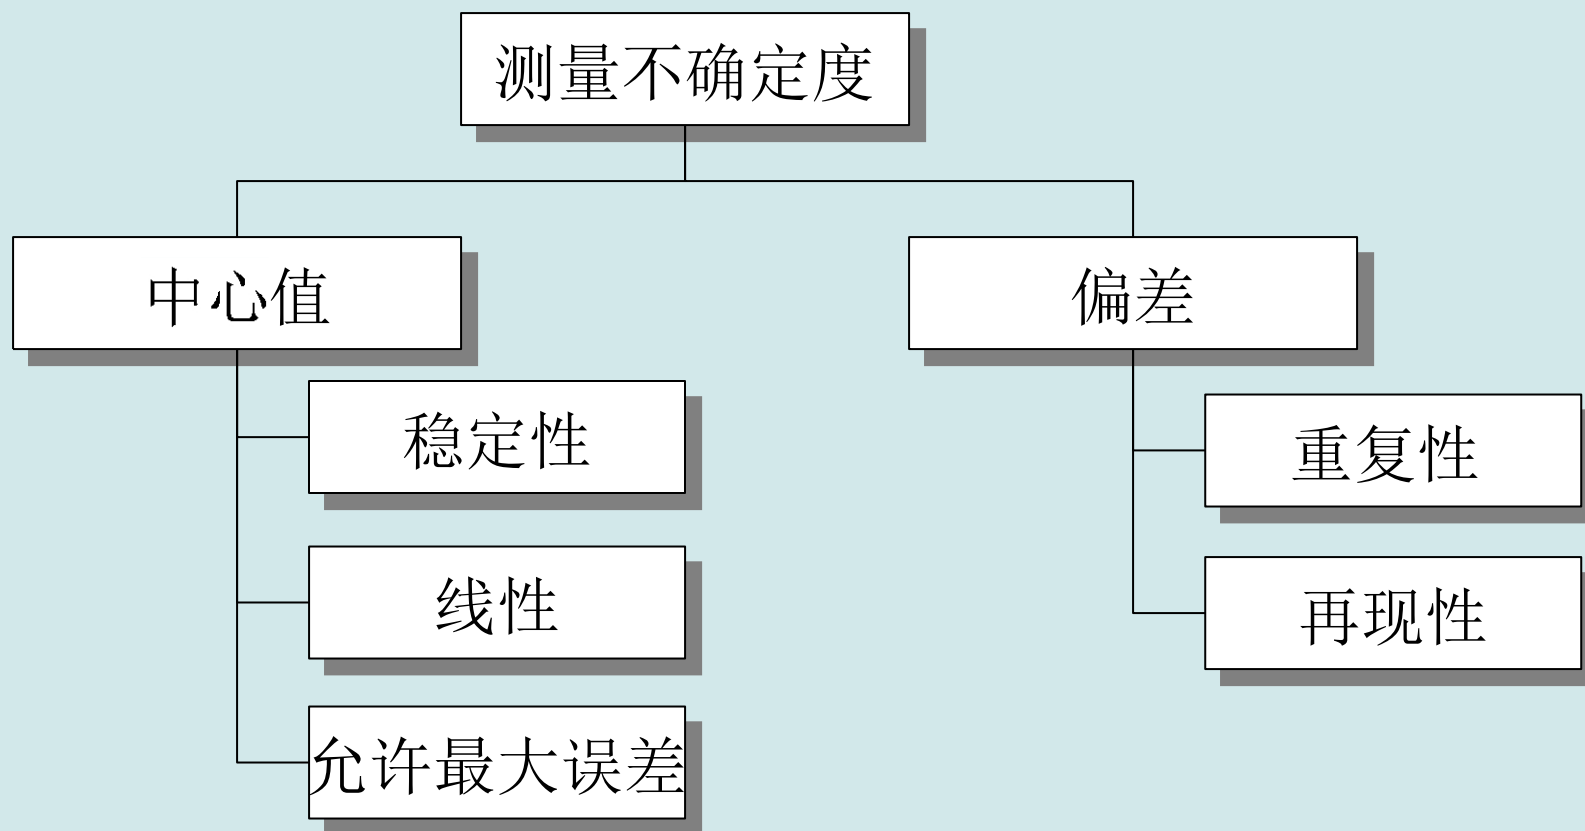 测量不确定度
中心值
偏差
稳定性
重复性
线性
再现性
允许最大误差